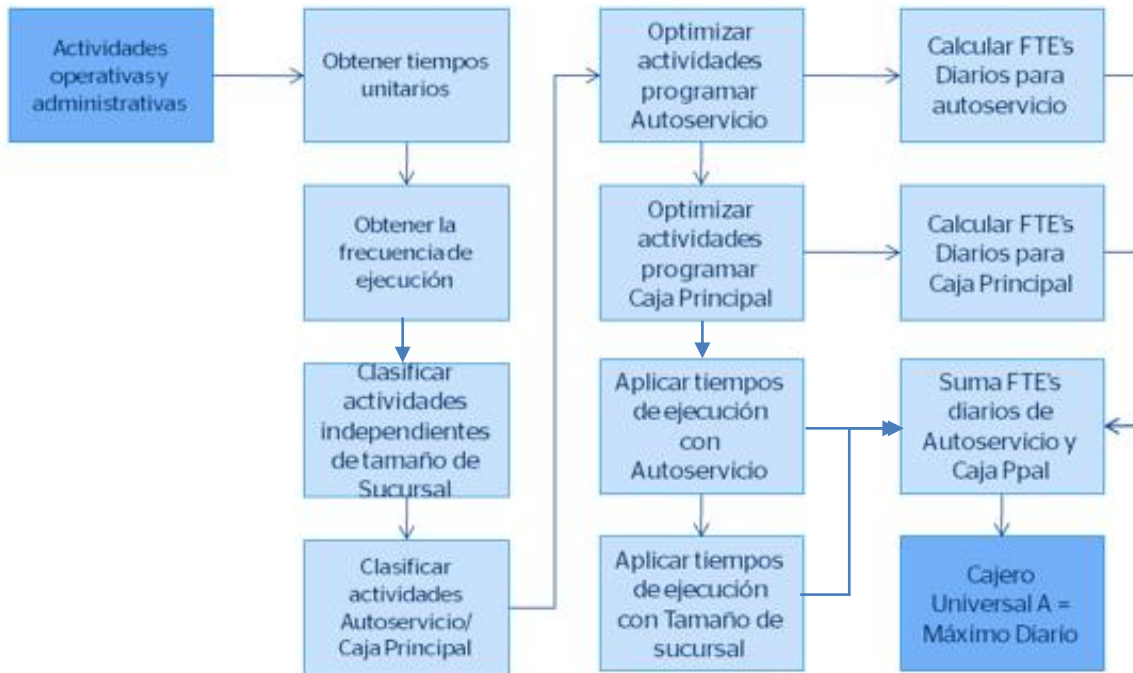 Actividades
operativas y
administrativas
Obtener tiempos
unitarios
Obtener la
frecuencia de
ejecución
Clasificar
actividades
independientes
de tamaño de
Sucursal
Clasificar
actividades
Autoservicio/
Caja Principal
Optimizar
actividades
programar
Autoservicio
Optimizar
actividades
programar
Caja Principal
Aplicar tiempos
de ejecución
con
Autoservicio
Aplicar tiempos
de ejecución
con Tamaño de
sucursal
Calcular FTE's
Diarios para
autoservicio
Calcular FTE's
Diarios para
Caja Principal
Suma FTE's
diarios de
Autoservicio y
Caja Ppal
Cajero
Universal A =
Máximo Diario